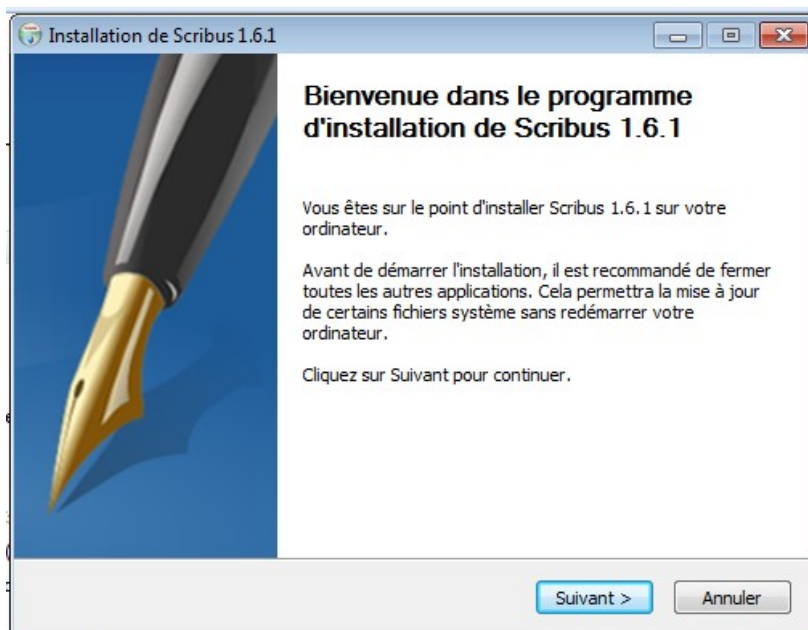 Installation de Scribus 1.6.1
Bienvenue dans le programme
d'installation de Scribus 1.6.1
Vous êtes sur le point d'installer Scribus 1.6.1 sur votre
ordinateur.
Avant de démarrer l'installation, il est recommandé de fermer
toutes les autres applications. Cela permettra la mise à jour
de certains fichiers système sans redémarrer votre
ordinateur.
Cliquez sur Suivant pour continuer.
Suivant >
Annuler